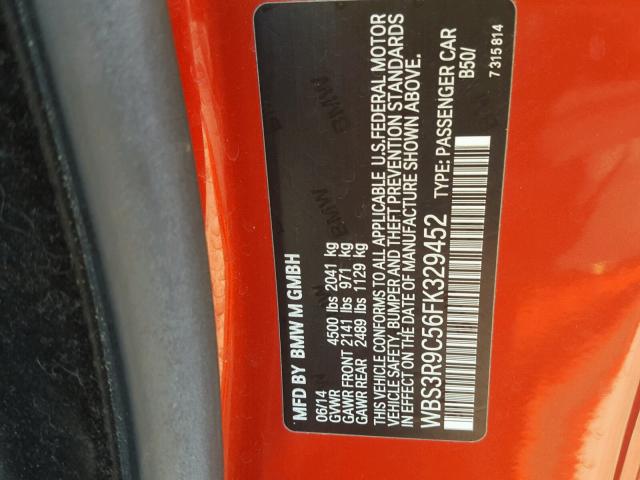 MFD BY BMW M GMBH
06/14
GVWR 4500 lbs 2041 kg
GAWR FRONT 2141 lbs 971 kg
GAWR REAR 2489 lbs 1129 kg
THIS VEHICLE CONFORMS TO ALL APPLICABLE U.S.FEDERAL MOTOR
VEHICLE SAFETY, BUMPER AND THEFT PREVENTION STANDARDS
IN EFFECT ON THE DATE OF MANUFACTURE SHOWN ABOVE.
WBS3R9C56FK329452 TYPE: PASSENGER CAR
B50/
7 315 814